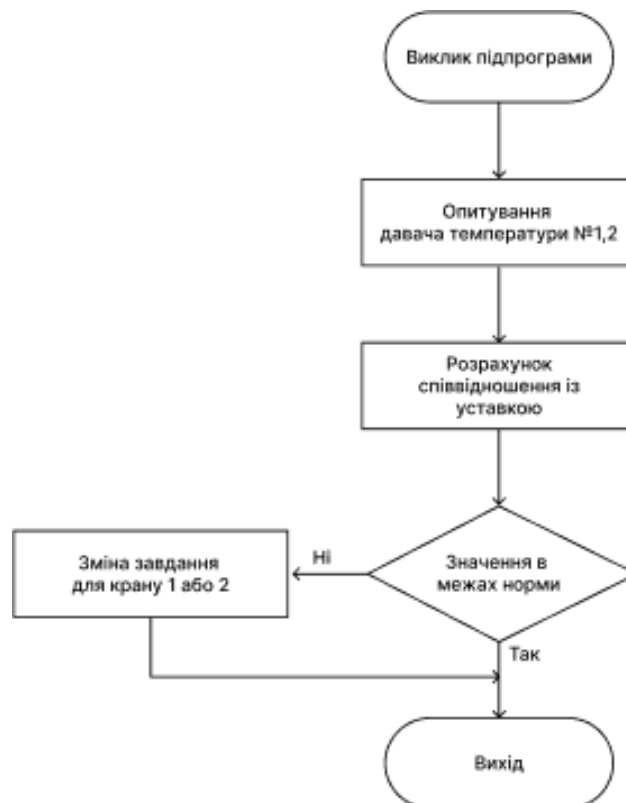 Виклик підпрограми
Опитування
давача температури №1,2
Розрахунок
співвідношення із
уставкою
Значення в
межах норми
Ні
Зміна завдання
для крану 1 або 2
Так
Вихід